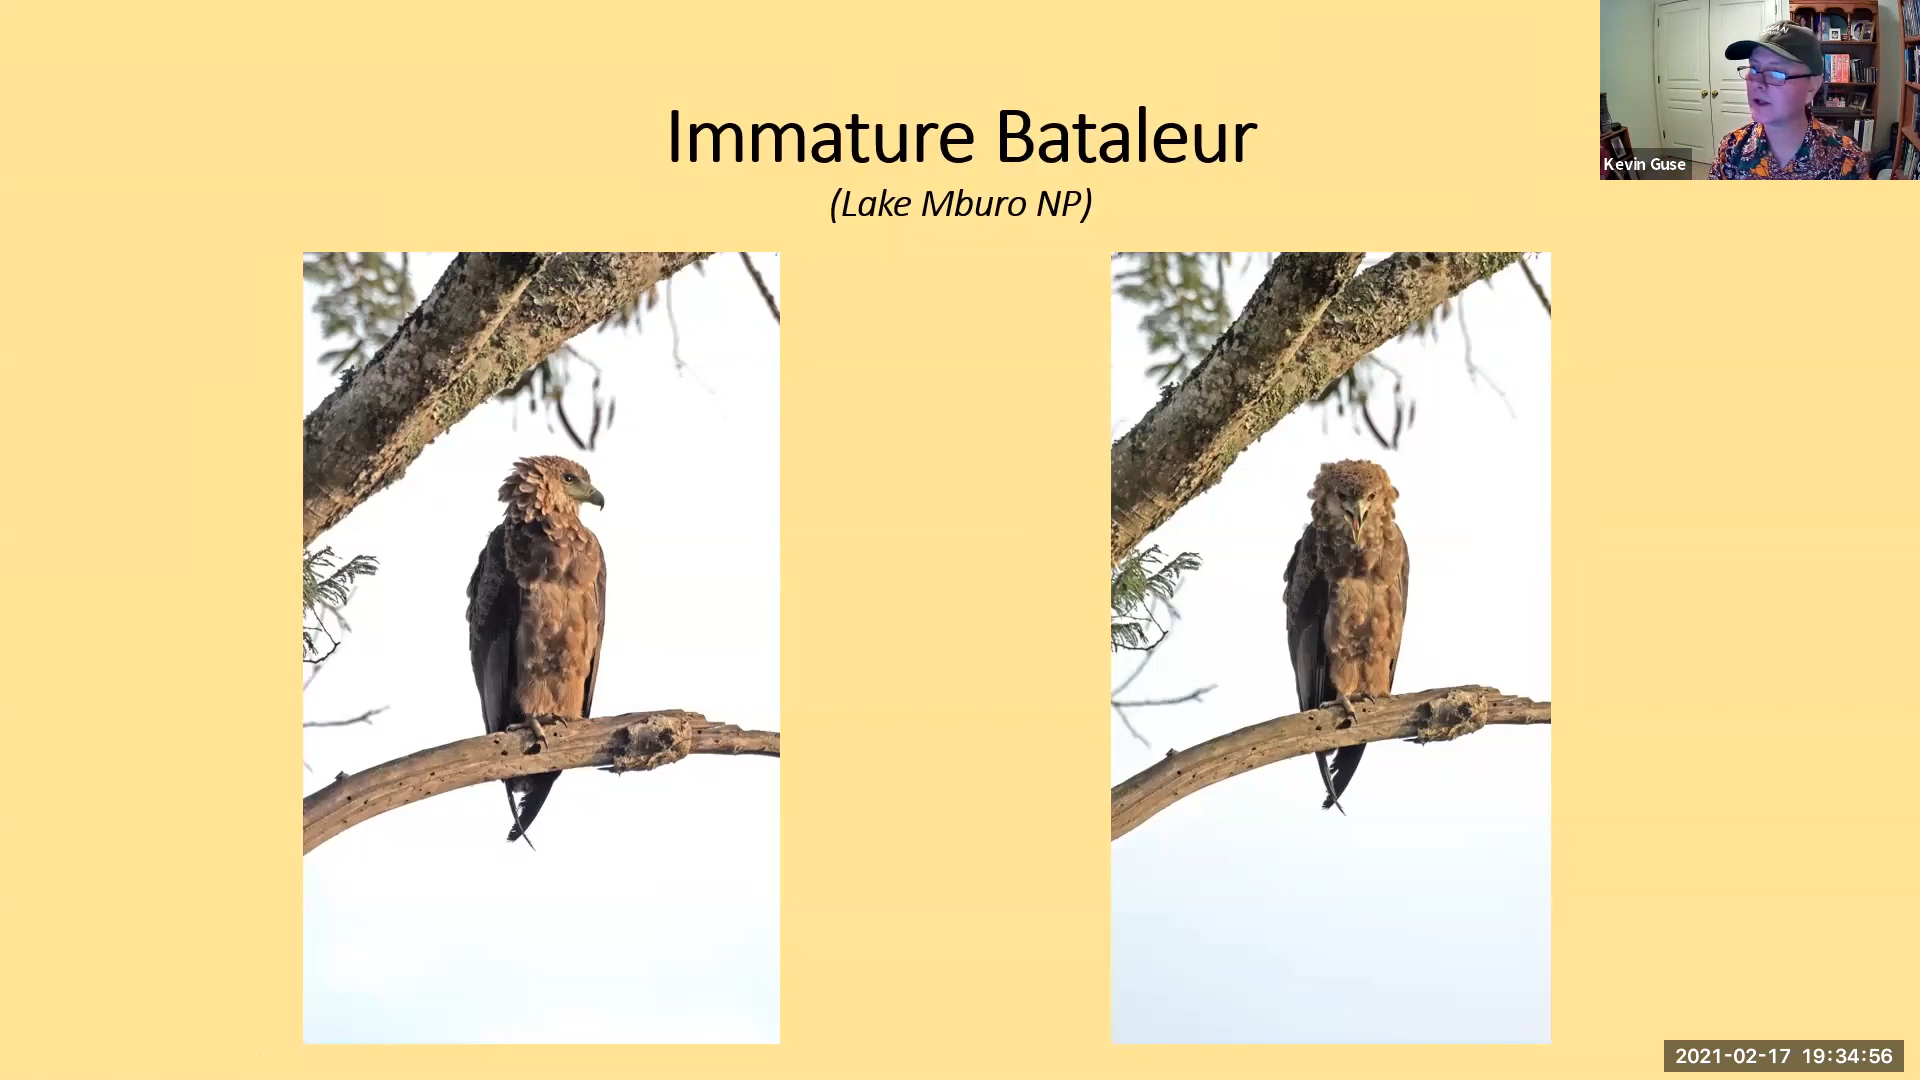 Immature Bataleur
(Lake Mburo NP)
Kevin Guse
2021-02-17 19:34:56